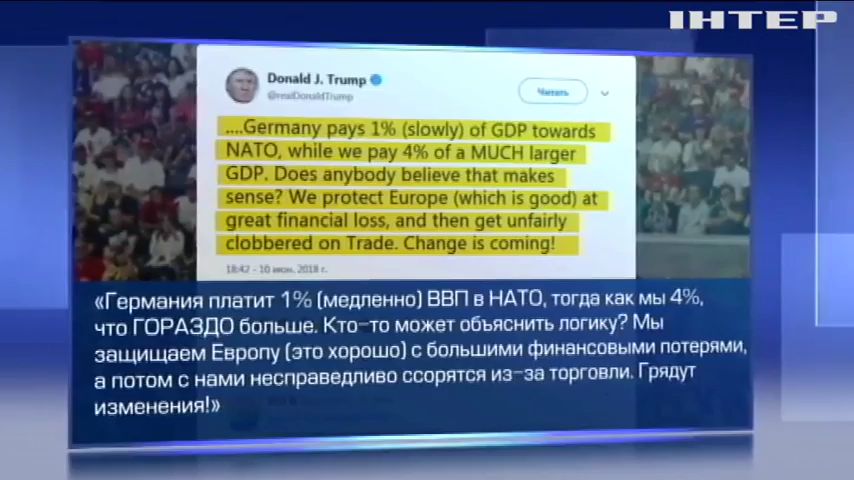 ІНТЕР
Donald J. Trump
@realDonaldTrump
Читать
....Germany pays 1% (slowly) of GDP towards
NATO, while we pay 4% of a MUCH larger
GDP. Does anybody believe that makes
sense? We protect Europe (which is good) at
great financial loss, and then get unfairly
clobbered on Trade. Change is coming!
18:42 - 10 июн. 2018 г.
«Германия платит 1% (медленно) ВВП в НАТО, тогда как мы 4%,
что ГОРАЗДО больше. Кто-то может объяснить логику? Мы
защищаем Европу (это хорошо) с большими финансовыми потерями,
а потом с нами несправедливо ссорятся из-за торговли. Грядут
изменения!»